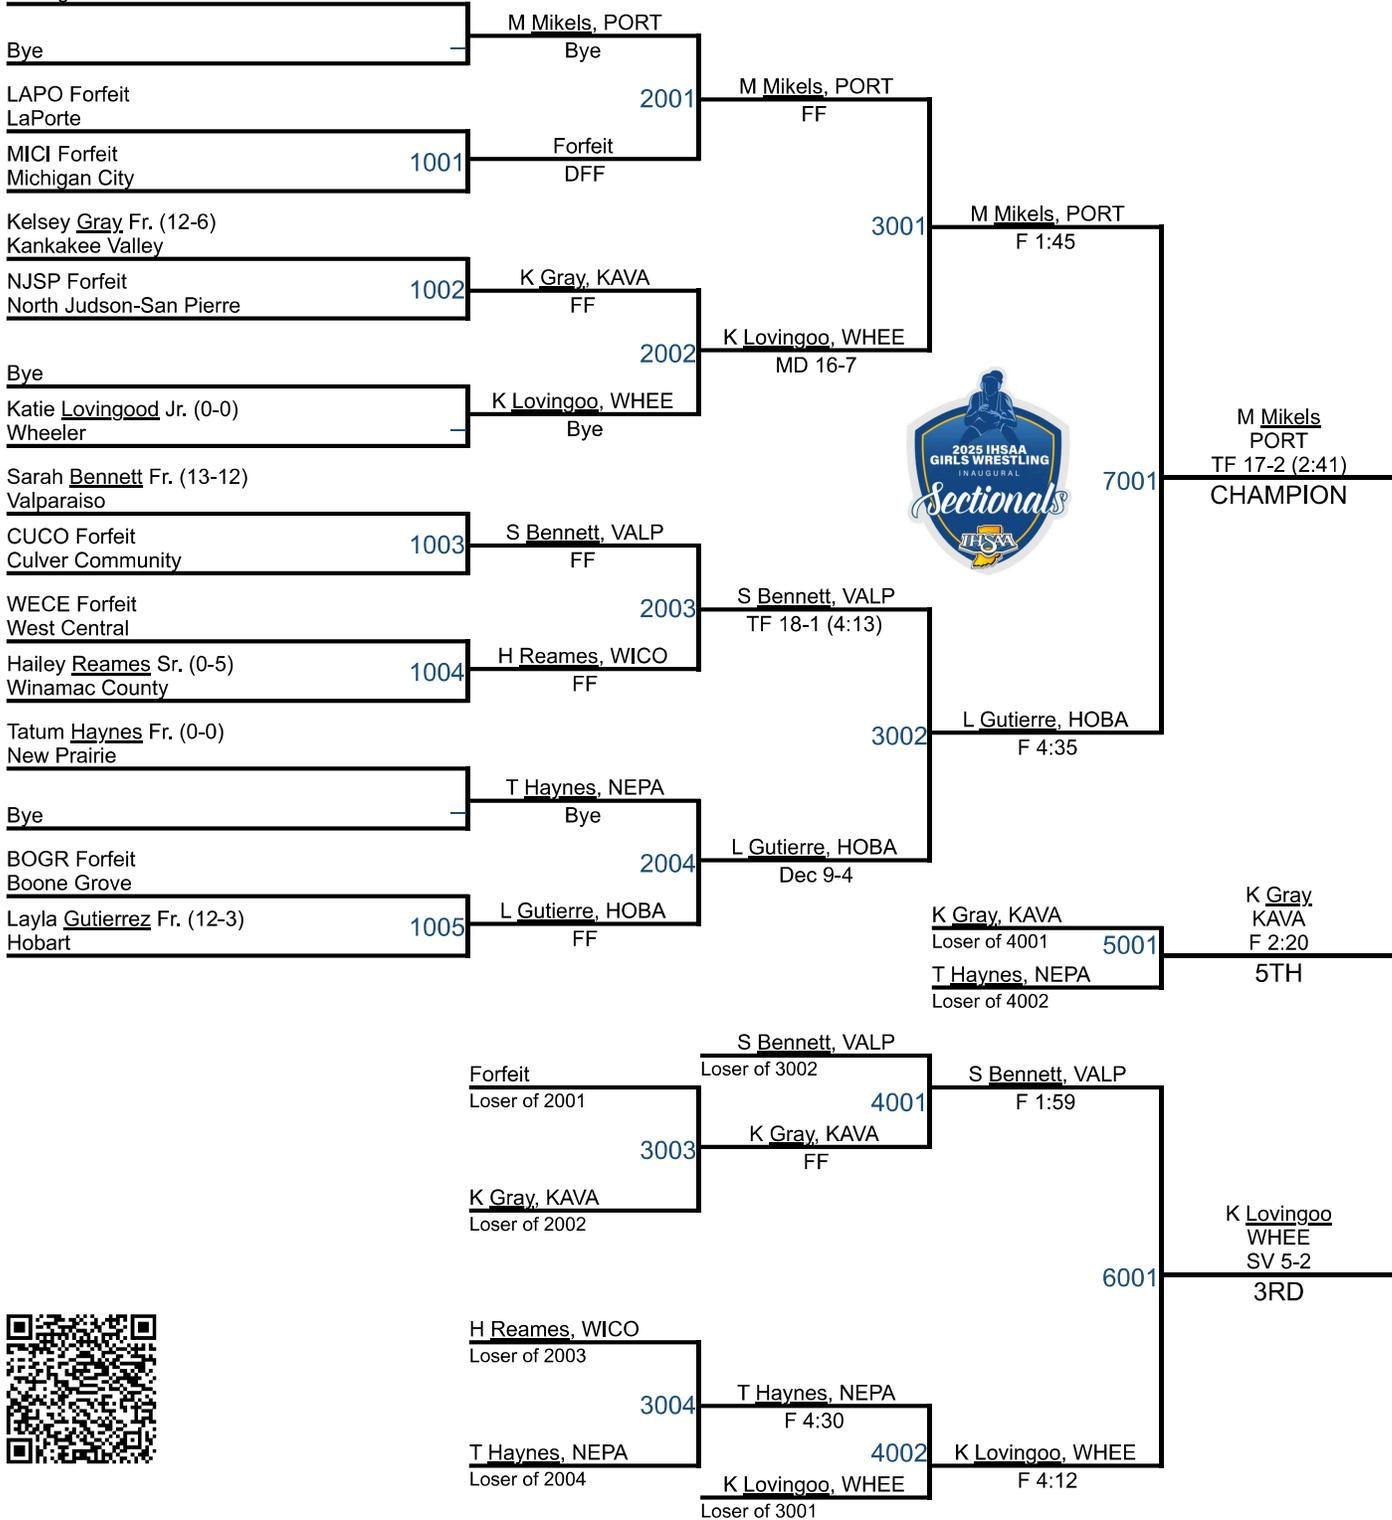 Bye
LAPO Forfeit
LaPorte
MICI Forfeit
Michigan City
1001
Kelsey Gray Fr. (12-6)
Kankakee Valley
NJSP Forfeit
North Judson-San Pierre
1002
Bye
Katie Lovingood Jr. (0-0)
Wheeler
Sarah Bennett Fr. (13-12)
Valparaiso
CUCO Forfeit
Culver Community
1003
WECE Forfeit
West Central
Hailey Reames Sr. (0-5)
Winamac County
1004
Tatum Haynes Fr. (0-0)
New Prairie
Bye
BOGR Forfeit
Boone Grove
Layla Gutierrez Fr. (12-3)
Hobart
1005
M Mikels, PORT
Bye
2001
Forfeit
DFF
K Gray, KAVA
FF
2002
K Lovingoo, WHEE
Bye
S Bennett, VALP
FF
2003
H Reames, WICO
FF
T Haynes, NEPA
Bye
2004
L Gutierre, HOBA
FF
M Mikels, PORT
FF
3001
K Lovingoo, WHEE
MD 16-7
S Bennett, VALP
TF 18-1 (4:13)
3002
L Gutierre, HOBA
Dec 9-4
M Mikels, PORT
F 1:45
2025 IHSAA
GIRLS WRESTLING
INAUGURAL
Sectionals
IHSAA
7001
L Gutierre, HOBA
F 4:35
M Mikels
PORT
TF 17-2 (2:41)
CHAMPION
K Gray, KAVA
Loser of 4001
5001
T Haynes, NEPA
Loser of 4002
K Gray
KAVA
F 2:20
5TH
Forfeit
Loser of 2001
3003
K Gray, KAVA
Loser of 2002
S Bennett, VALP
Loser of 3002
4001
K Gray, KAVA
FF
S Bennett, VALP
F 1:59
6001
K Lovingoo
WHEE
SV 5-2
3RD
H Reames, WICO
Loser of 2003
3004
T Haynes, NEPA
Loser of 2004
T Haynes, NEPA
F 4:30
4002
K Lovingoo, WHEE
Loser of 3001
K Lovingoo, WHEE
F 4:12